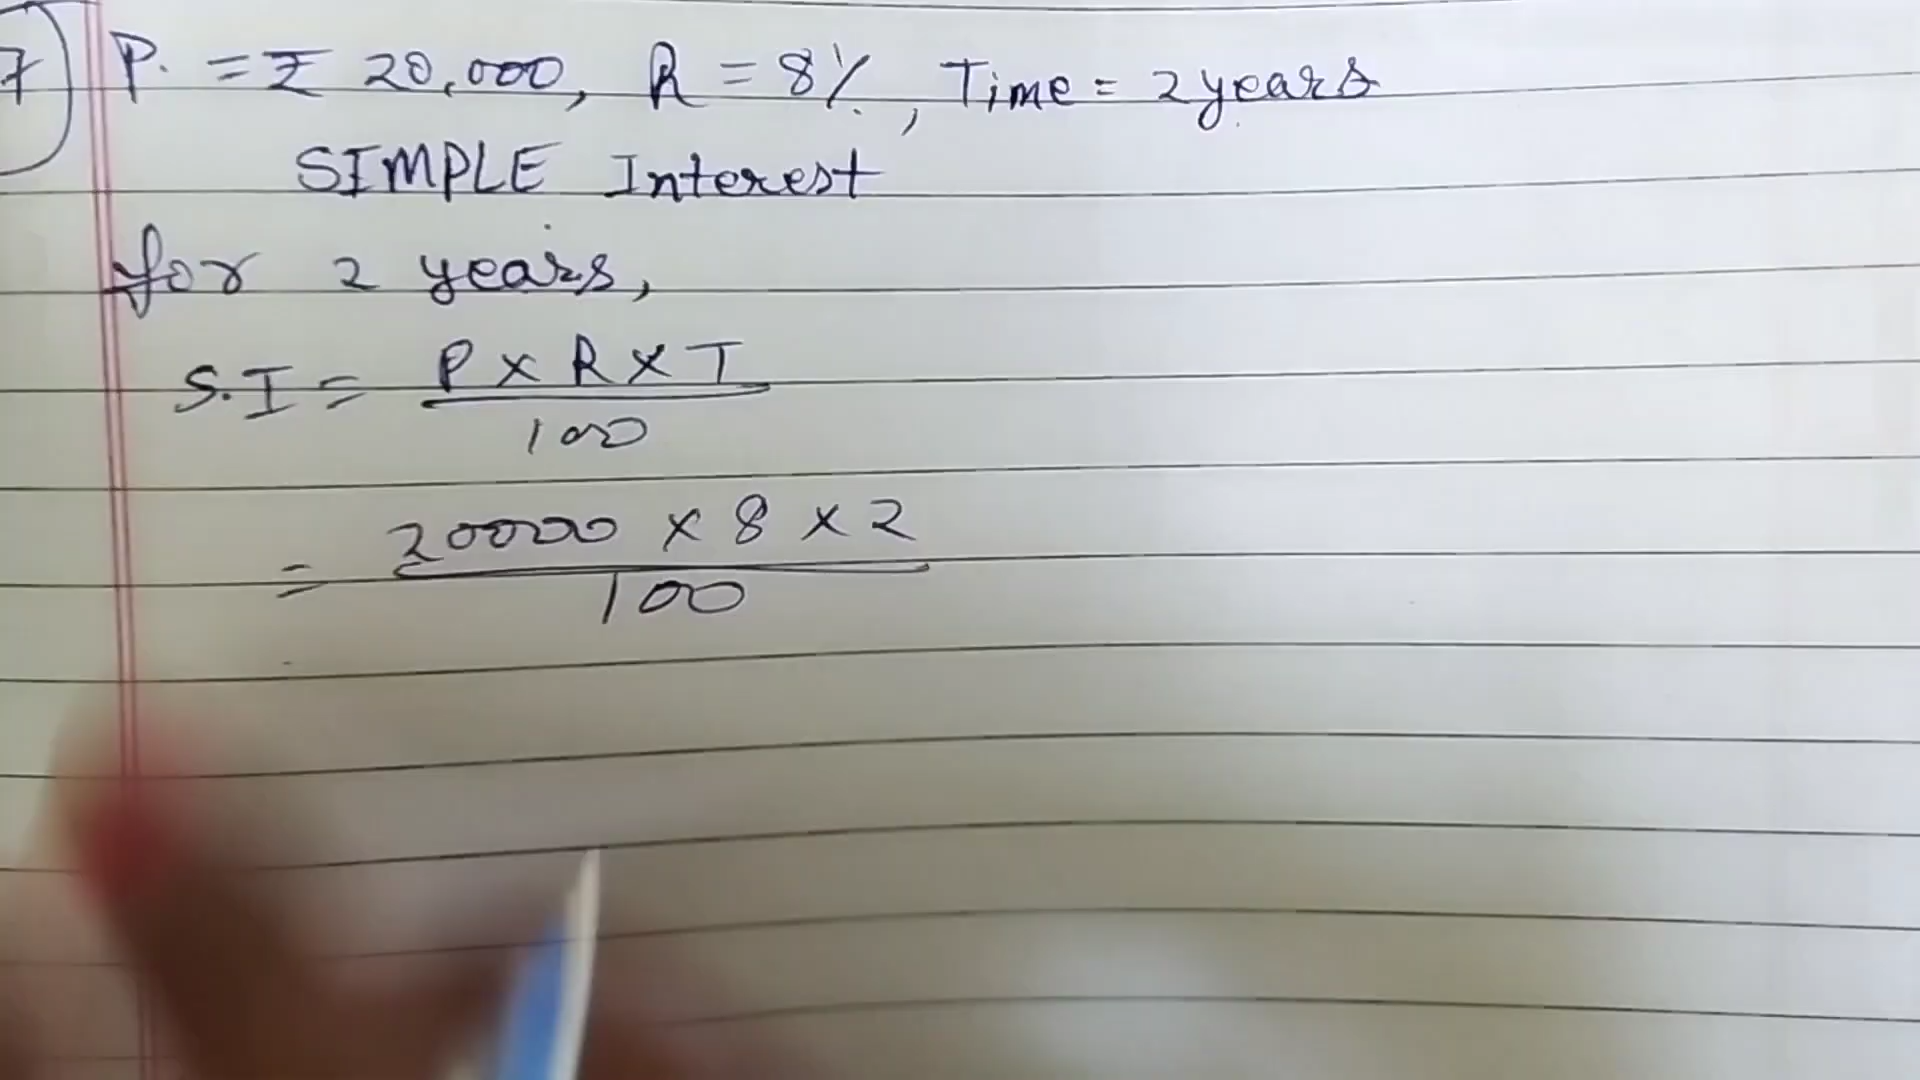 7) P. = ₹ 20,000, R = 8%, Time = 2 years
SIMPLE Interest
for 2 years,
S.I = P × R × T
100
= 20000 × 8 × 2
100